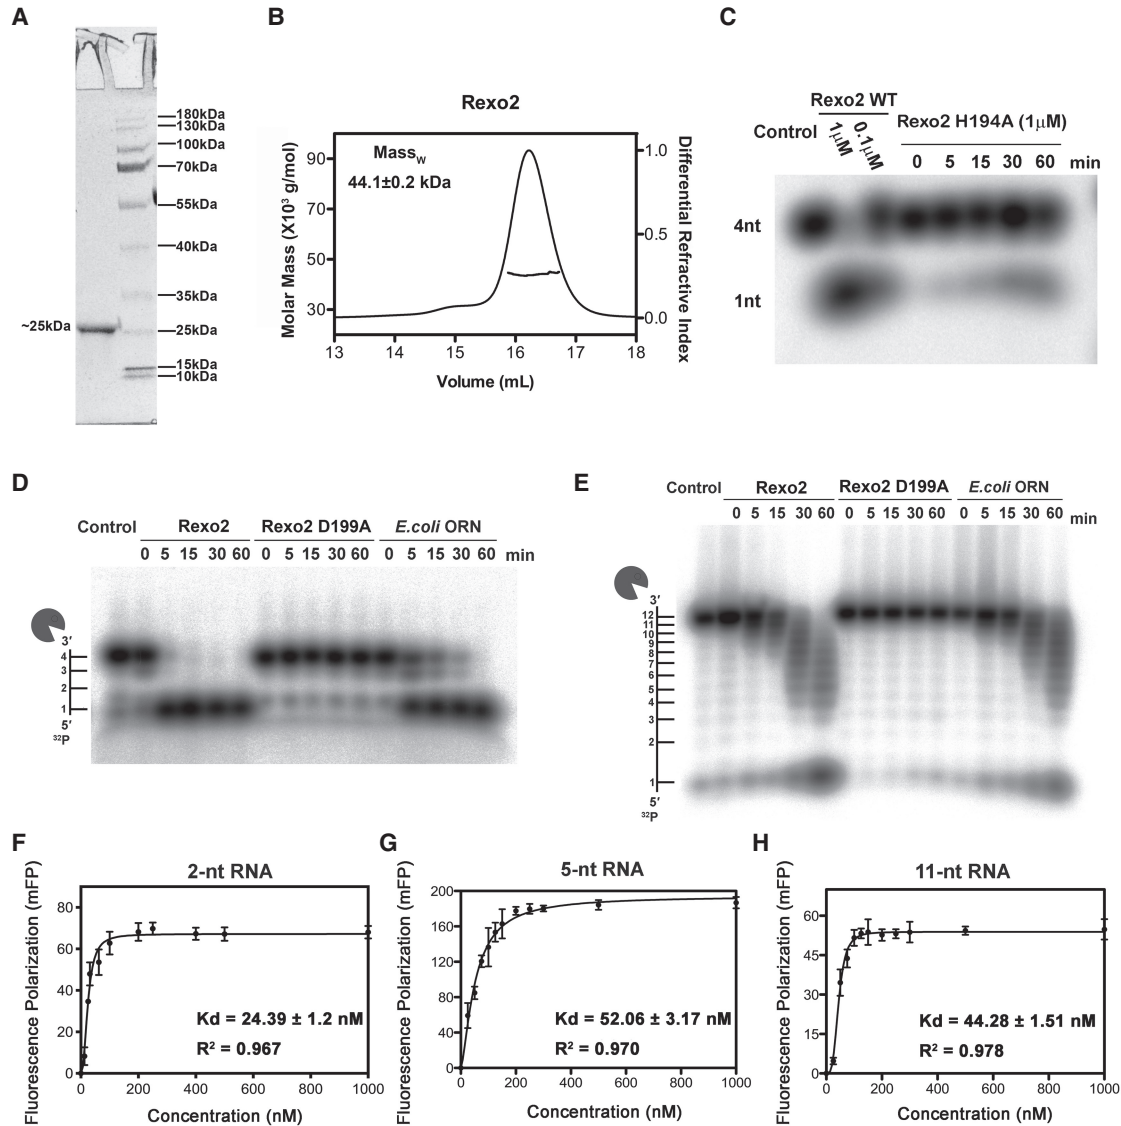 A
180kDa
130kDa
100kDa
70kDa
55kDa
40kDa
35kDa
~25kDa
25kDa
15kDa
10kDa
B
Rexo2
Mass_W
44.1±0.2 kDa
Molar Mass (X10³ g/mol)
90
70
50
30
Differential Refractive Index
1.0
0.5
0.0
13 14 15 16 17 18
Volume (mL)
C
Rexo2 WT
Control 1μM 0.1μM
Rexo2 H194A (1μM)
0 5 15 30 60 min
4nt
1nt
D
Control Rexo2 Rexo2 D199A E.coli ORN
0 5 15 30 60 0 5 15 30 60 0 5 15 30 60 min
3′
4
3
2
1
5′
³²P
E
Control Rexo2 Rexo2 D199A E.coli ORN
0 5 15 30 60 0 5 15 30 60 0 5 15 30 60 min
3′
12
11
10
9
8
7
6
5
4
3
2
1
5′
³²P
F
2-nt RNA
Fluorescence Polarization (mFP)
80
60
40
20
0
Kd = 24.39 ± 1.2 nM
R² = 0.967
0 200 400 600 800 1000
Concentration (nM)
G
5-nt RNA
Fluorescence Polarization (mFP)
200
160
120
80
40
0
Kd = 52.06 ± 3.17 nM
R² = 0.970
0 200 400 600 800 1000
Concentration (nM)
H
11-nt RNA
Fluorescence Polarization (mFP)
60
45
30
15
0
Kd = 44.28 ± 1.51 nM
R² = 0.978
0 200 400 600 800 1000
Concentration (nM)